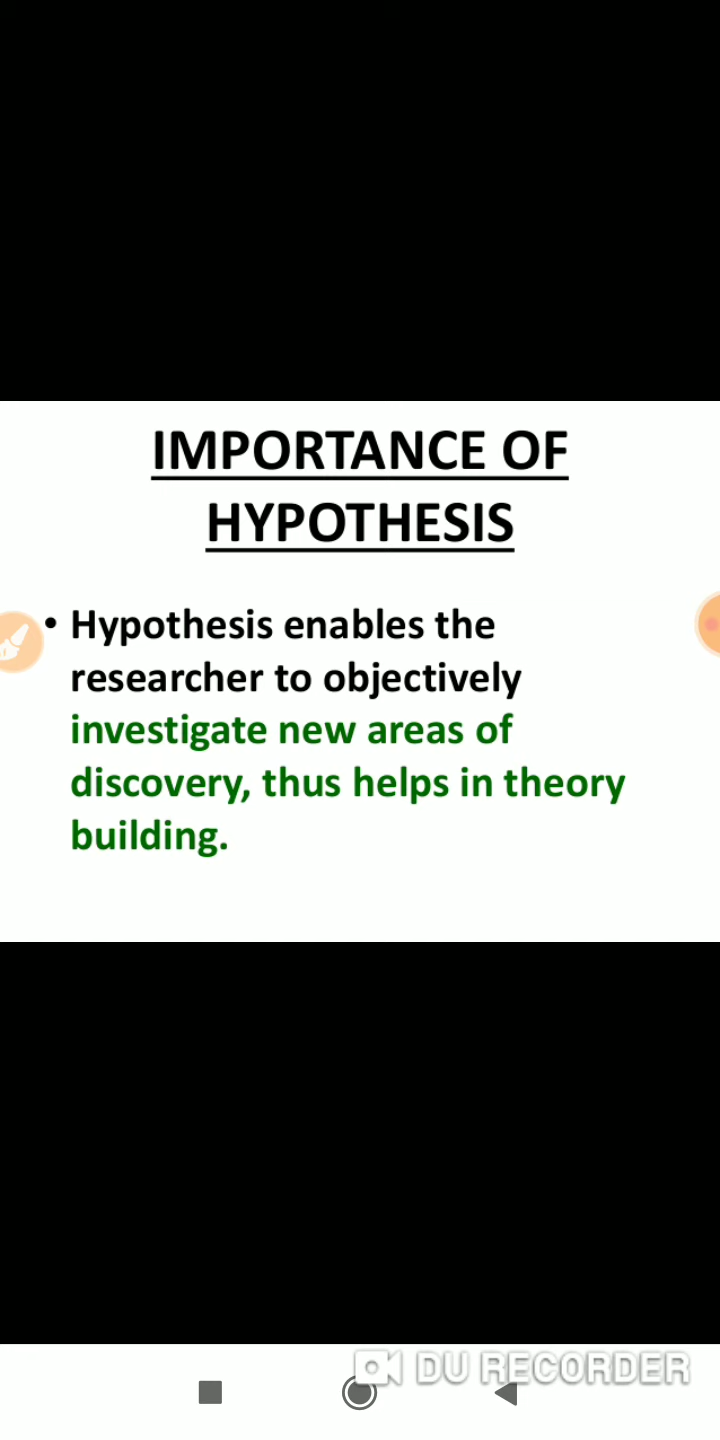 IMPORTANCE OF
HYPOTHESIS
• Hypothesis enables the
researcher to objectively
investigate new areas of
discovery, thus helps in theory
building.
DU RECORDER